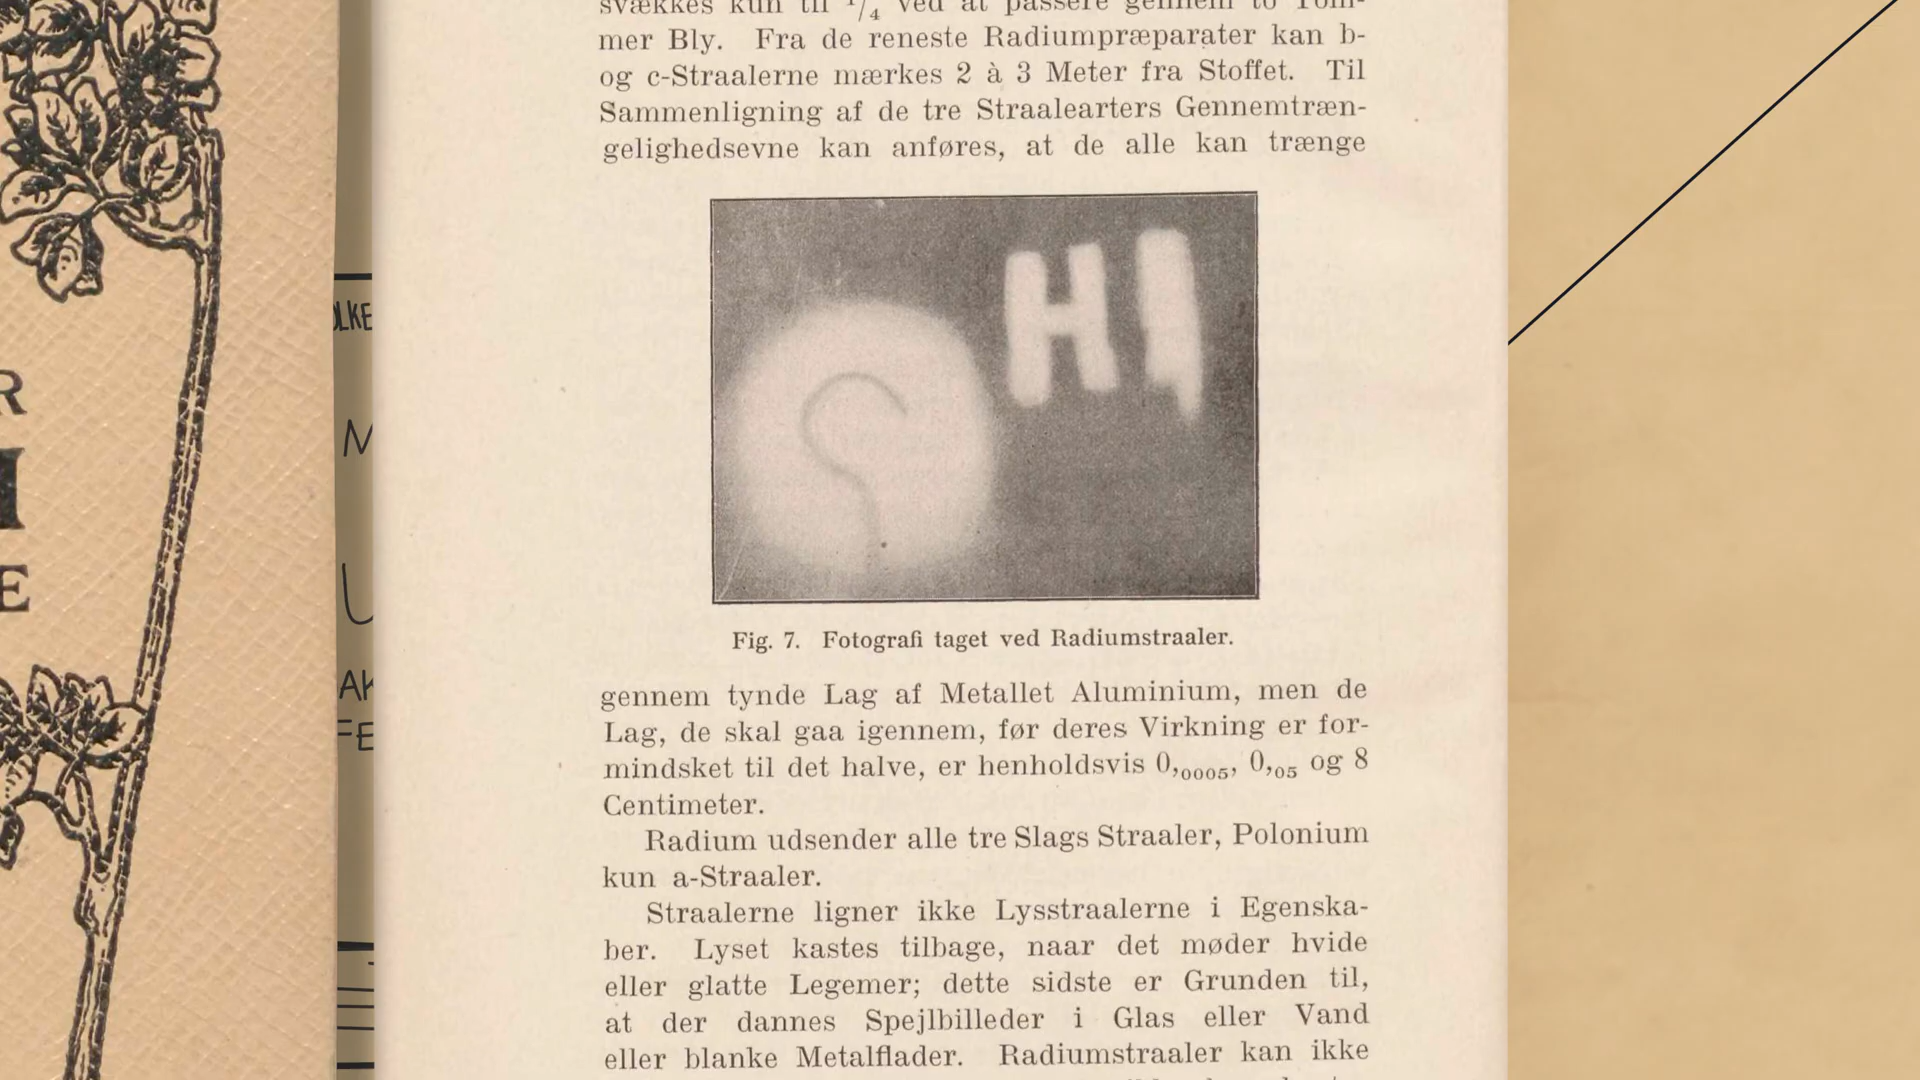 svækkes kun til 1/4 ved at passere gennem to Tom-
mer Bly. Fra de reneste Radiumpræparater kan b-
og c-Straalerne mærkes 2 à 3 Meter fra Stoffet. Til
Sammenligning af de tre Straalearters Gennemtræn-
gelighedsevne kan anføres, at de alle kan trænge
HI
Fig. 7. Fotografi taget ved Radiumstraaler.
gennem tynde Lag af Metallet Aluminium, men de
Lag, de skal gaa igennem, før deres Virkning er for-
mindsket til det halve, er henholdsvis 0,0005, 0,05 og 8
Centimeter.
Radium udsender alle tre Slags Straaler, Polonium
kun a-Straaler.
Straalerne ligner ikke Lysstraalerne i Egenska-
ber. Lyset kastes tilbage, naar det møder hvide
eller glatte Legemer; dette sidste er Grunden til,
at der dannes Spejlbilleder i Glas eller Vand
eller blanke Metalflader. Radiumstraaler kan ikke